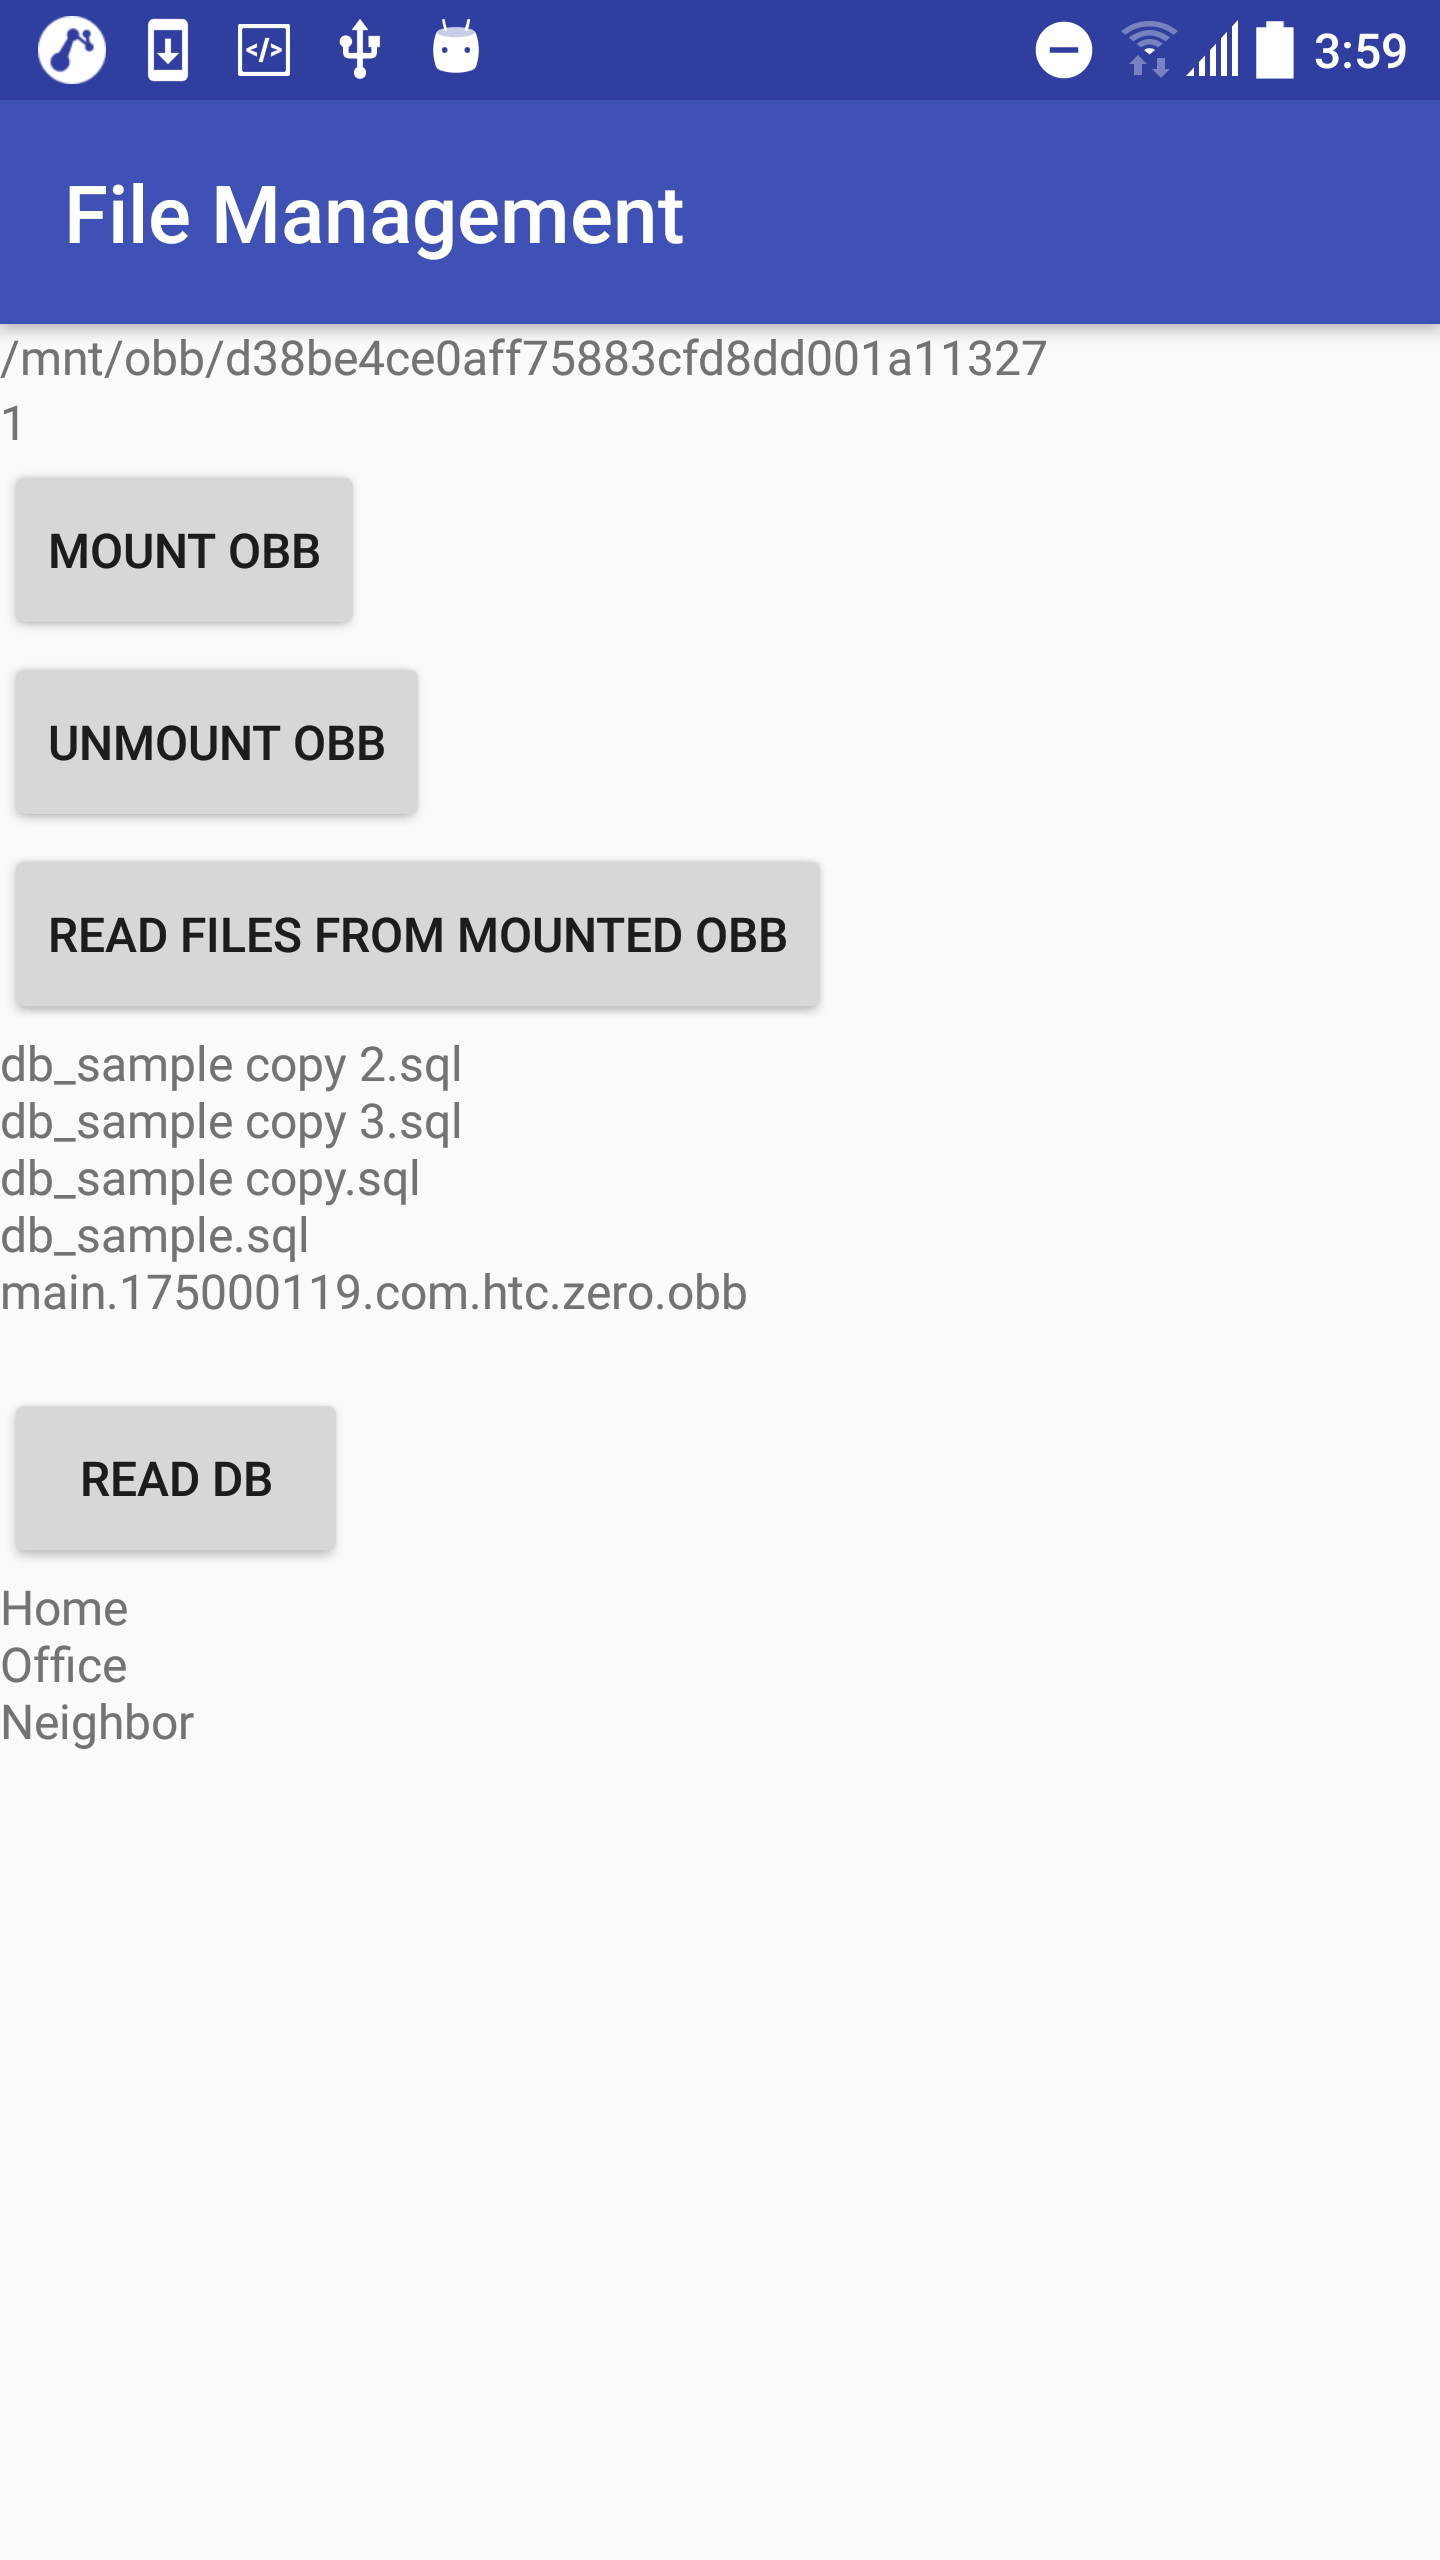 3:59
File Management
/mnt/obb/d38be4ce0aff75883cfd8dd001a11327
1
MOUNT OBB
UNMOUNT OBB
READ FILES FROM MOUNTED OBB
db_sample copy 2.sql
db_sample copy 3.sql
db_sample copy.sql
db_sample.sql
main.175000119.com.htc.zero.obb
READ DB
Home
Office
Neighbor